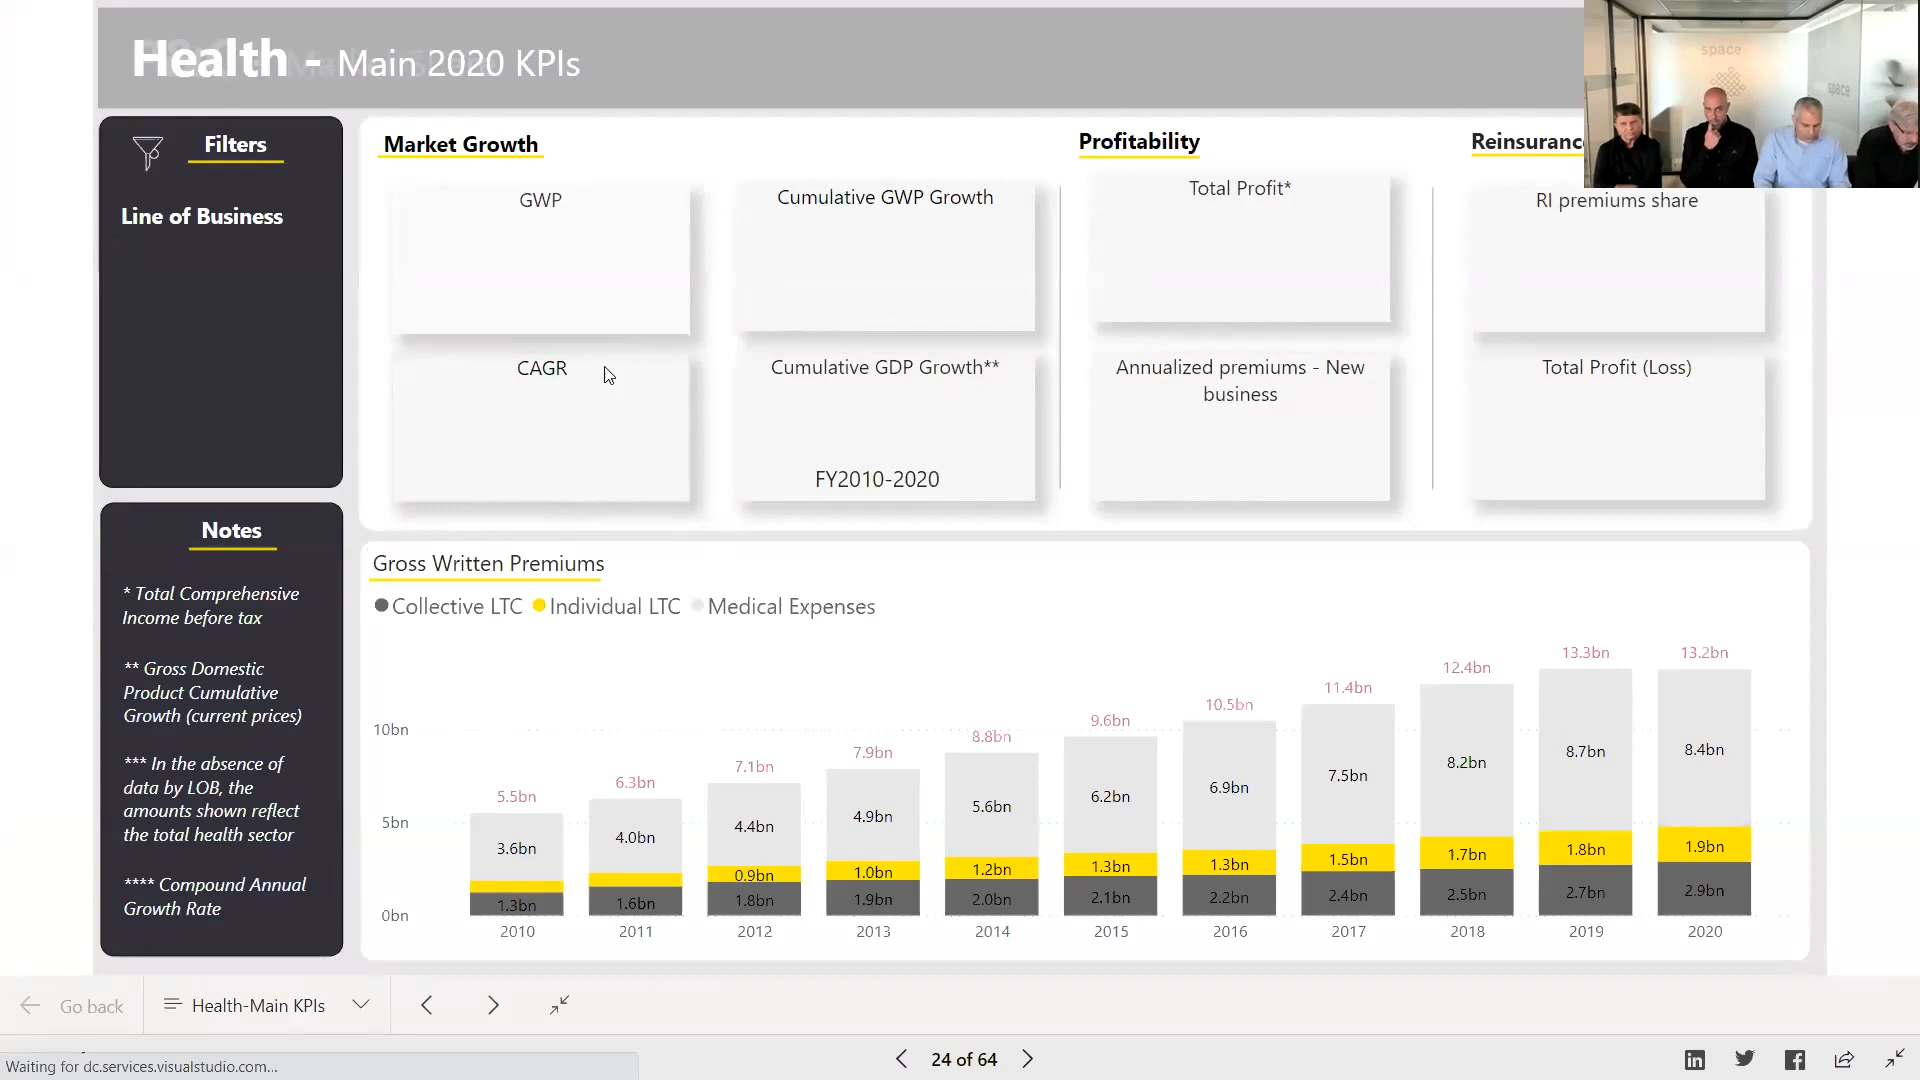 Health - Main 2020 KPIs
space
space
Filters
Line of Business
Market Growth
Profitability
Reinsuranc
GWP
Cumulative GWP Growth
Total Profit*
RI premiums share
CAGR
Cumulative GDP Growth**
FY2010-2020
Annualized premiums - New
business
Total Profit (Loss)
Notes
* Total Comprehensive
Income before tax
** Gross Domestic
Product Cumulative
Growth (current prices)
*** In the absence of
data by LOB, the
amounts shown reflect
the total health sector
**** Compound Annual
Growth Rate
Gross Written Premiums
Collective LTC Individual LTC Medical Expenses
10bn
5bn
0bn
5.5bn 6.3bn 7.1bn 7.9bn 8.8bn 9.6bn 10.5bn 11.4bn 12.4bn 13.3bn 13.2bn
3.6bn 4.0bn 4.4bn 4.9bn 5.6bn 6.2bn 6.9bn 7.5bn 8.2bn 8.7bn 8.4bn
0.9bn 1.0bn 1.2bn 1.3bn 1.3bn 1.5bn 1.7bn 1.8bn 1.9bn
1.3bn 1.6bn 1.8bn 1.9bn 2.0bn 2.1bn 2.2bn 2.4bn 2.5bn 2.7bn 2.9bn
2010 2011 2012 2013 2014 2015 2016 2017 2018 2019 2020
Go back
Health-Main KPIs
24 of 64
Waiting for dc.services.visualstudio.com...